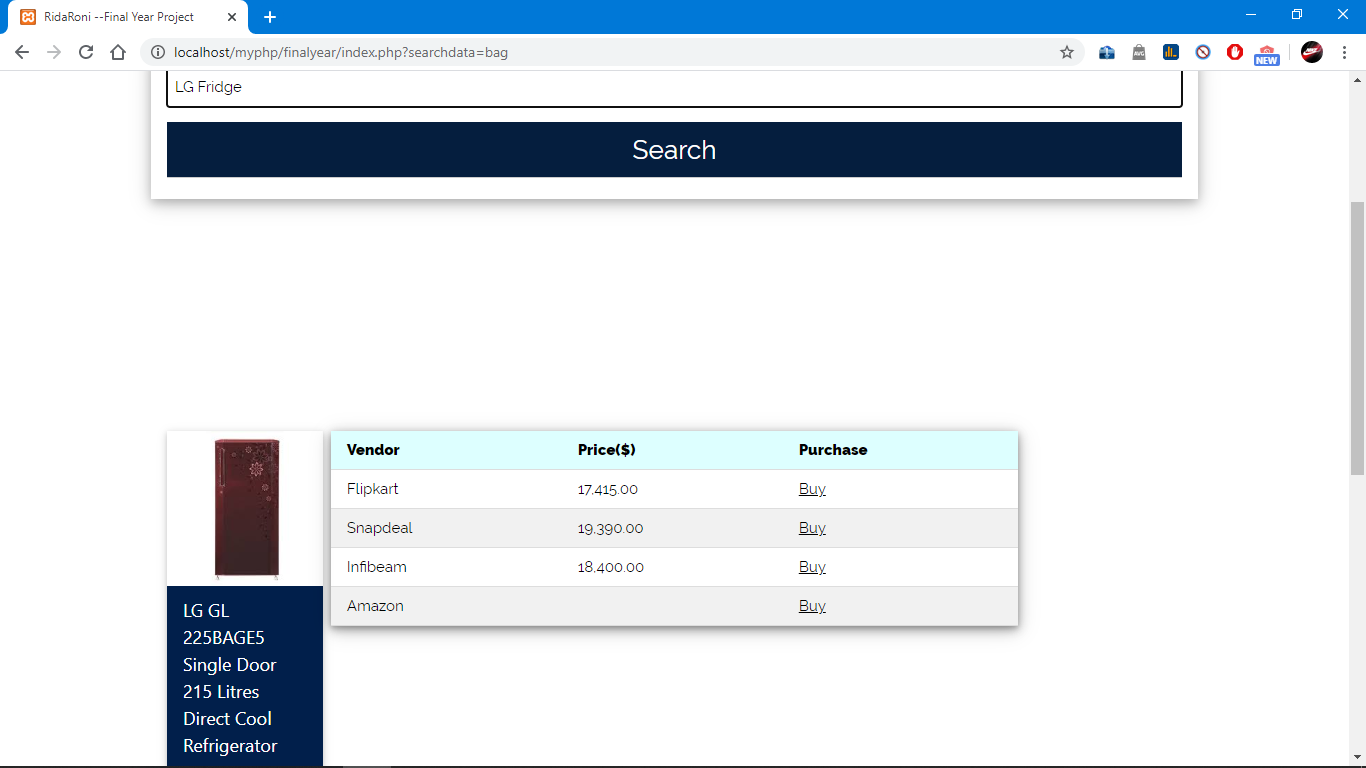 RidaRoni --Final Year Project
localhost/myphp/finalyear/index.php?searchdata=bag
AVG
NEW
LG Fridge
Search
Vendor Price($) Purchase
Flipkart 17,415.00 Buy
Snapdeal 19,390.00 Buy
Infibeam 18,400.00 Buy
Amazon Buy
LG GL
225BAGE5
Single Door
215 Litres
Direct Cool
Refrigerator